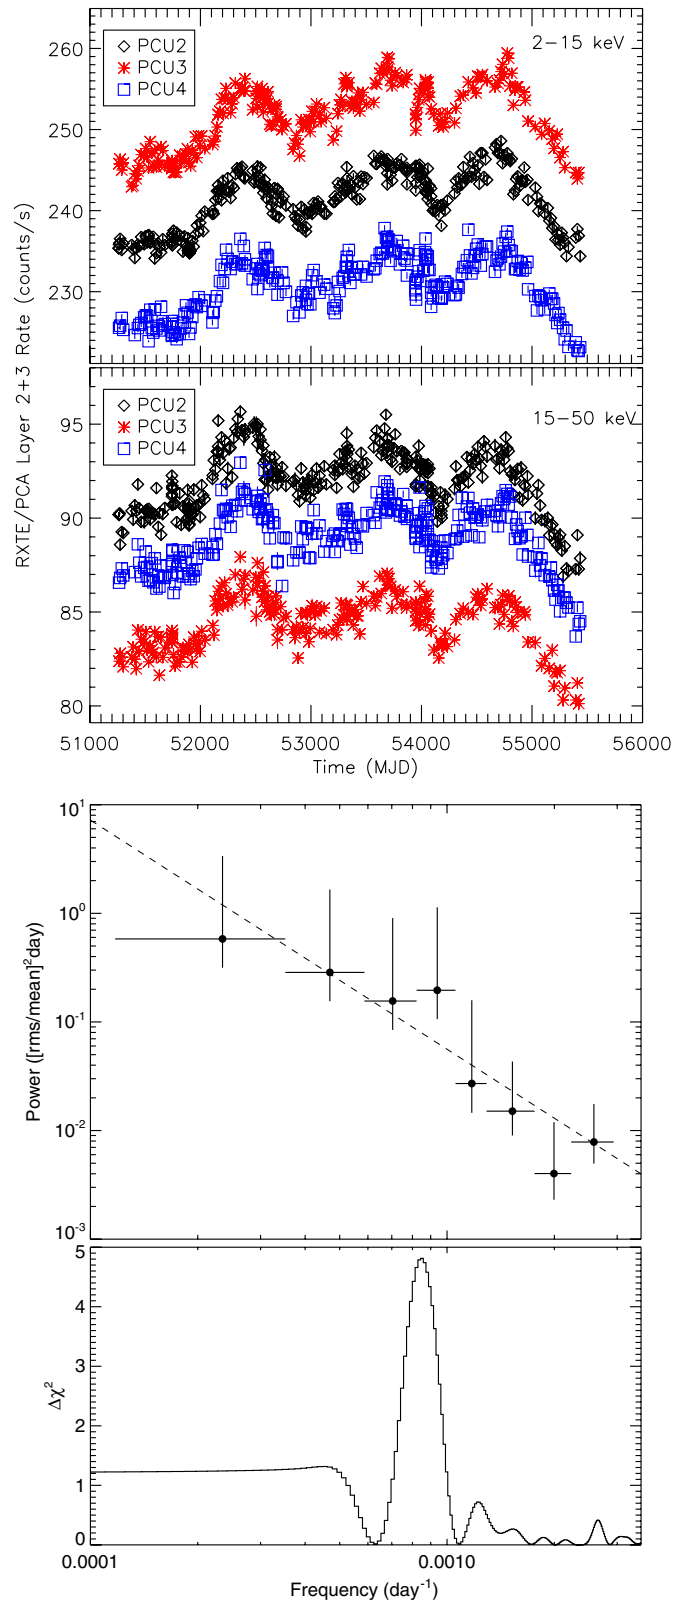 PCU2
PCU3
PCU4
2−15 keV
260
250
240
230
RXTE/PCA Layer 2+3 Rate (counts/s)
PCU2
PCU3
PCU4
15−50 keV
95
90
85
80
51000 52000 53000 54000 55000 56000
Time (MJD)
10^1
10^0
10^-1
10^-2
10^-3
Power ([rms/mean]^2day)
5
4
3
2
1
0
Δχ^2
0.0001 0.0010
Frequency (day^-1)